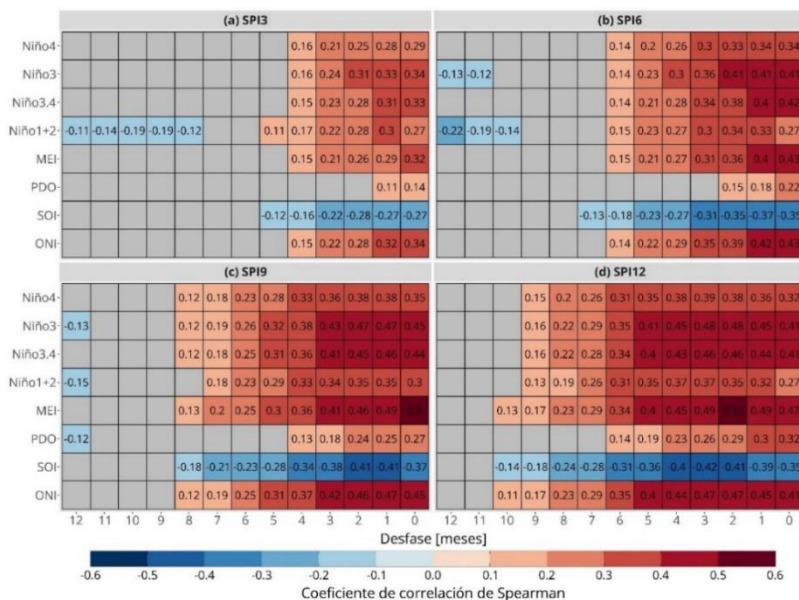 (a) SPI3
(b) SPI6
Niño4 0.16 0.21 0.25 0.28 0.29 0.14 0.2 0.26 0.3 0.33 0.34 0.34
Niño3 0.16 0.24 0.31 0.33 0.34 -0.13 -0.12 0.14 0.23 0.3 0.36 0.41 0.41 0.41
Niño3.4 0.15 0.23 0.28 0.31 0.33 0.14 0.21 0.28 0.34 0.38 0.4 0.42
Niño1+2 -0.11 -0.14 -0.19 -0.19 -0.12 0.11 0.17 0.22 0.28 0.3 0.27 -0.22 -0.19 -0.14 0.15 0.23 0.27 0.3 0.34 0.33 0.27
MEI 0.15 0.21 0.26 0.29 0.32 0.15 0.21 0.27 0.31 0.36 0.4 0.43
PDO 0.11 0.14 0.15 0.18 0.22
SOI -0.12 -0.16 -0.22 -0.28 -0.27 -0.27 -0.13 -0.18 -0.23 -0.27 -0.31 -0.35 -0.37 -0.35
ONI 0.15 0.22 0.28 0.32 0.34 0.14 0.22 0.29 0.35 0.39 0.42 0.43
(c) SPI9
(d) SPI12
Niño4 0.12 0.18 0.23 0.28 0.33 0.36 0.38 0.38 0.35 0.15 0.2 0.26 0.31 0.35 0.38 0.39 0.38 0.36 0.32
Niño3 -0.13 0.12 0.19 0.26 0.32 0.38 0.43 0.47 0.47 0.45 0.16 0.22 0.29 0.35 0.41 0.45 0.48 0.48 0.45 0.41
Niño3.4 0.12 0.18 0.25 0.31 0.36 0.41 0.45 0.46 0.44 0.16 0.22 0.28 0.34 0.4 0.43 0.46 0.46 0.44 0.41
Niño1+2 -0.15 0.18 0.23 0.29 0.33 0.34 0.35 0.35 0.3 0.13 0.19 0.26 0.31 0.35 0.37 0.37 0.35 0.32 0.27
MEI 0.13 0.2 0.25 0.3 0.36 0.41 0.46 0.49 0.13 0.17 0.23 0.29 0.34 0.4 0.45 0.49 0.49 0.47
PDO -0.12 0.13 0.18 0.24 0.25 0.27 0.14 0.19 0.23 0.26 0.29 0.3 0.32
SOI -0.18 -0.21 -0.23 -0.28 -0.34 -0.38 -0.41 -0.41 -0.37 -0.14 -0.18 -0.24 -0.28 -0.31 -0.36 -0.4 -0.42 -0.41 -0.39 -0.35
ONI 0.12 0.19 0.25 0.31 0.37 0.42 0.46 0.47 0.45 0.11 0.17 0.23 0.29 0.35 0.4 0.44 0.47 0.47 0.45 0.41
12 11 10 9 8 7 6 5 4 3 2 1 0 12 11 10 9 8 7 6 5 4 3 2 1 0
Desfase [meses]
-0.6 -0.5 -0.4 -0.3 -0.2 -0.1 0.0 0.1 0.2 0.3 0.4 0.5 0.6
Coeficiente de correlación de Spearman